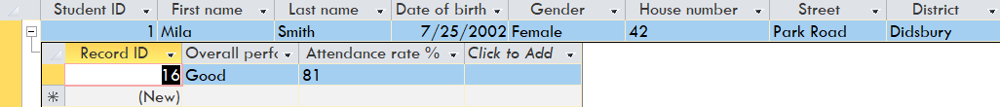 Student ID First name Last name Date of birth Gender House number Street District
1 Mila Smith 7/25/2002 Female 42 Park Road Didsbury
Record ID Overall perfo Attendance rate % Click to Add
16 Good 81
(New)